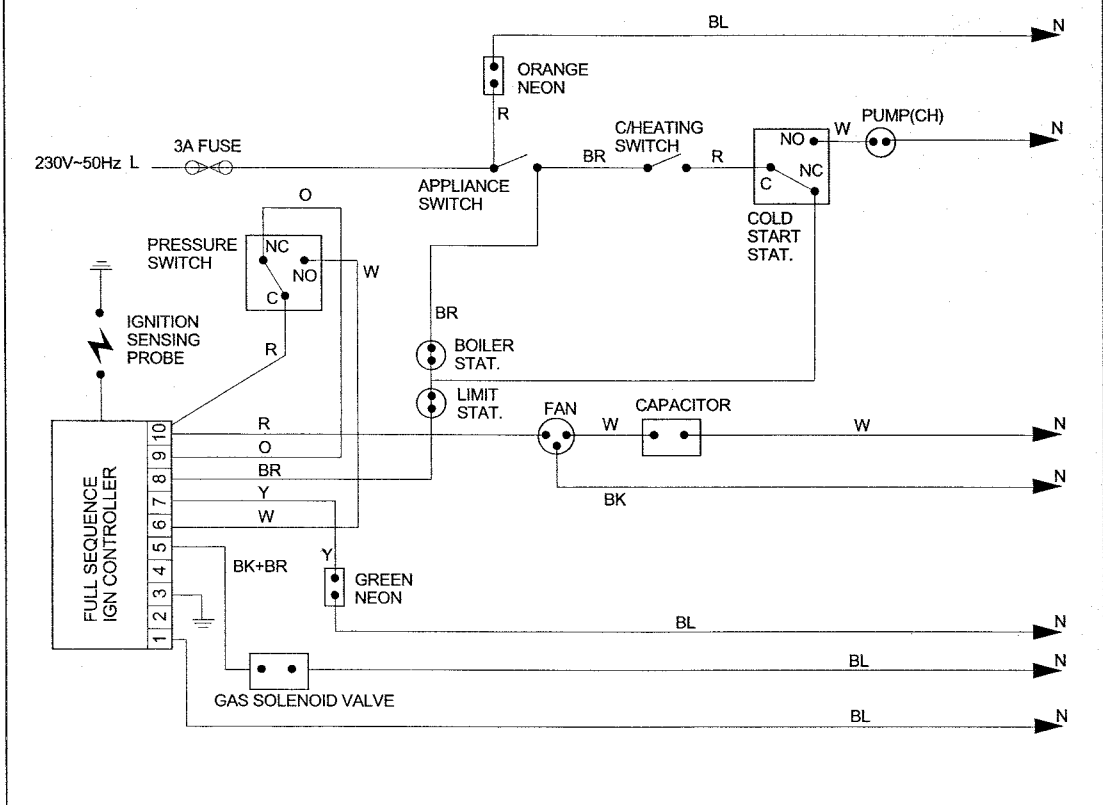 BL
N
ORANGE
NEON
R
C/HEATING
SWITCH
PUMP(CH)
W
NO
N
3A FUSE
230V~50Hz L
BR
R
C
NC
APPLIANCE
SWITCH
COLD
START
STAT.
O
PRESSURE
SWITCH
NC
NO
C
W
R
IGNITION
SENSING
PROBE
BR
BOILER
STAT.
LIMIT
STAT.
FAN
CAPACITOR
FULL SEQUENCE
IGN CONTROLLER
10
9
8
7
6
5
4
3
2
1
R
O
BR
Y
W
W
W
N
BK
N
BK+BR
Y
GREEN
NEON
BL
N
GAS SOLENOID VALVE
BL
N
BL
N